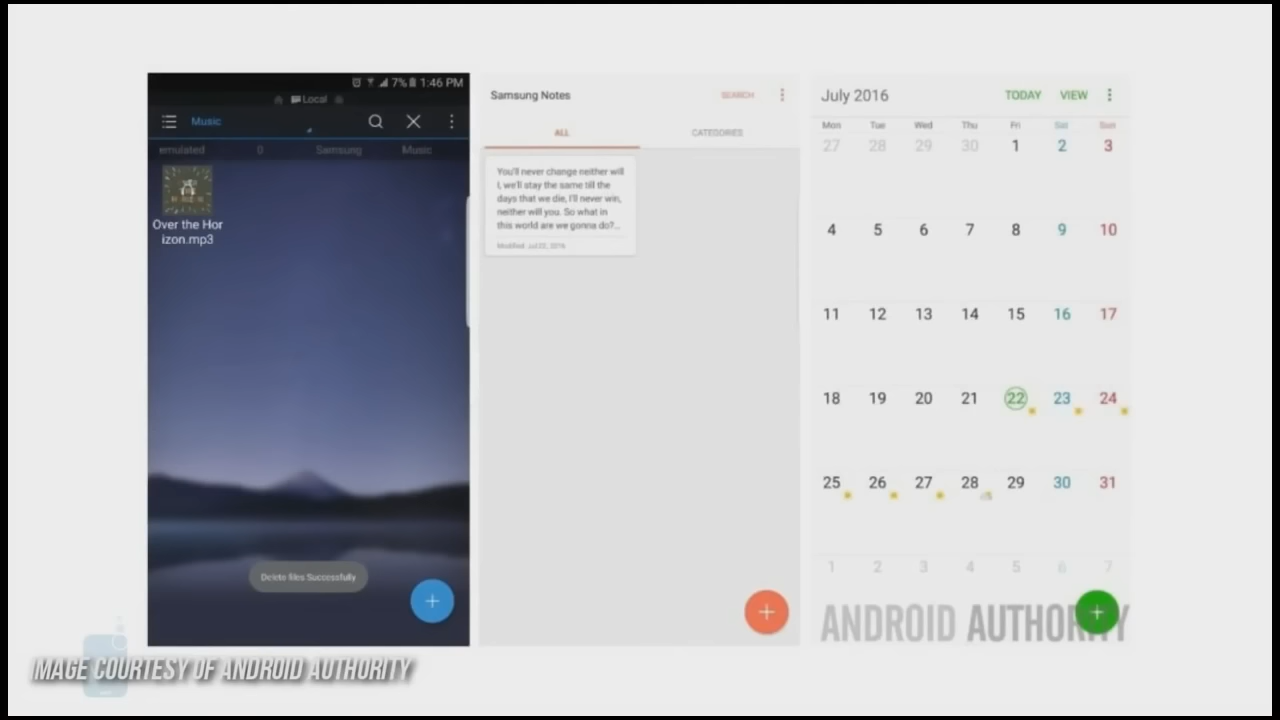 7% 1:46 PM
Local
Music
emulated 0 Samsung Music
Over the Hor
izon.mp3
Delete files Successfully
Samsung Notes SEARCH
ALL CATEGORIES
You'll never change neither will
I, we'll stay the same till the
days that we die, I'll never win,
neither will you. So what in
this world are we gonna do?...
Modified Jul 22, 2016
July 2016 TODAY VIEW
Mon Tue Wed Thu Fri Sat Sun
27 28 29 30 1 2 3
4 5 6 7 8 9 10
11 12 13 14 15 16 17
18 19 20 21 22 23 24
25 26 27 28 29 30 31
1 2 3 4 5 6 7
ANDROID AUTHORITY
IMAGE COURTESY OF ANDROID AUTHORITY